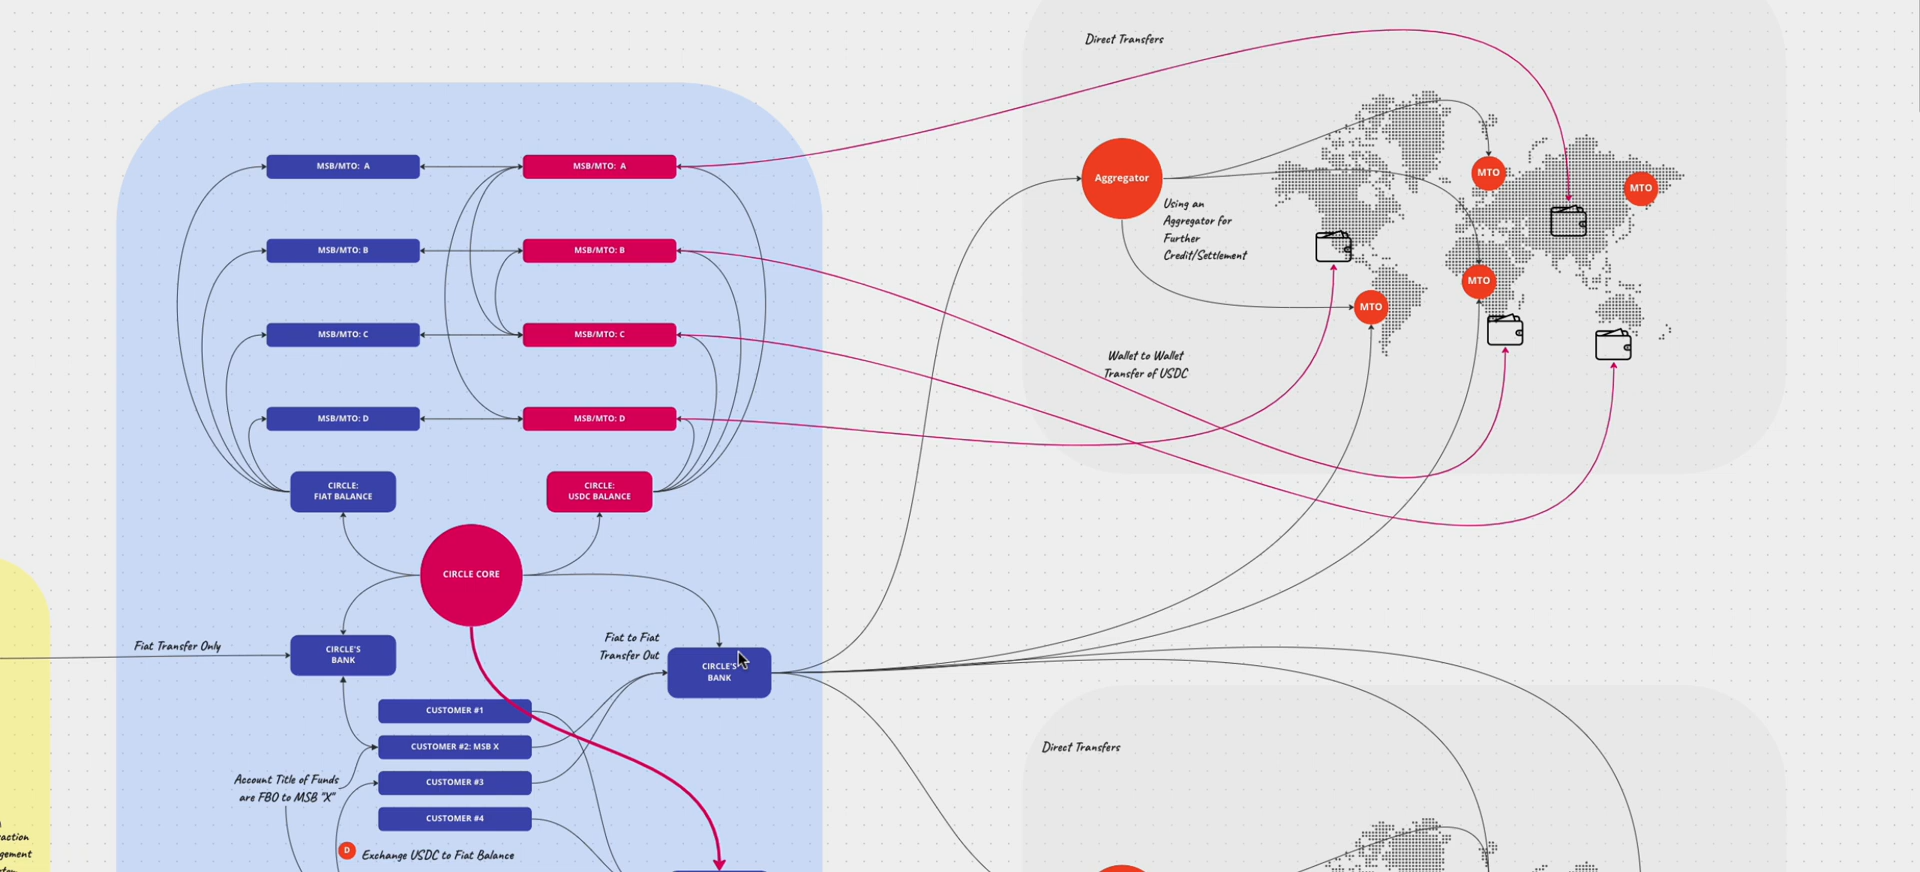 Direct Transfers
MSB/MTO: A
MSB/MTO: A
Aggregator
MTO
MTO
Using an
Aggregator for
Further
Credit/Settlement
MSB/MTO: B
MSB/MTO: B
MTO
MTO
MSB/MTO: C
MSB/MTO: C
Wallet to Wallet
Transfer of USDC
MSB/MTO: D
MSB/MTO: D
CIRCLE:
FIAT BALANCE
CIRCLE:
USDC BALANCE
CIRCLE CORE
Fiat Transfer Only
CIRCLE'S
BANK
Fiat to Fiat
Transfer Out
CIRCLE'S
BANK
CUSTOMER #1
CUSTOMER #2: MSB X
CUSTOMER #3
CUSTOMER #4
Account Title of Funds
are FBO to MSB "X"
D
Exchange USDC to Fiat Balance
Direct Transfers